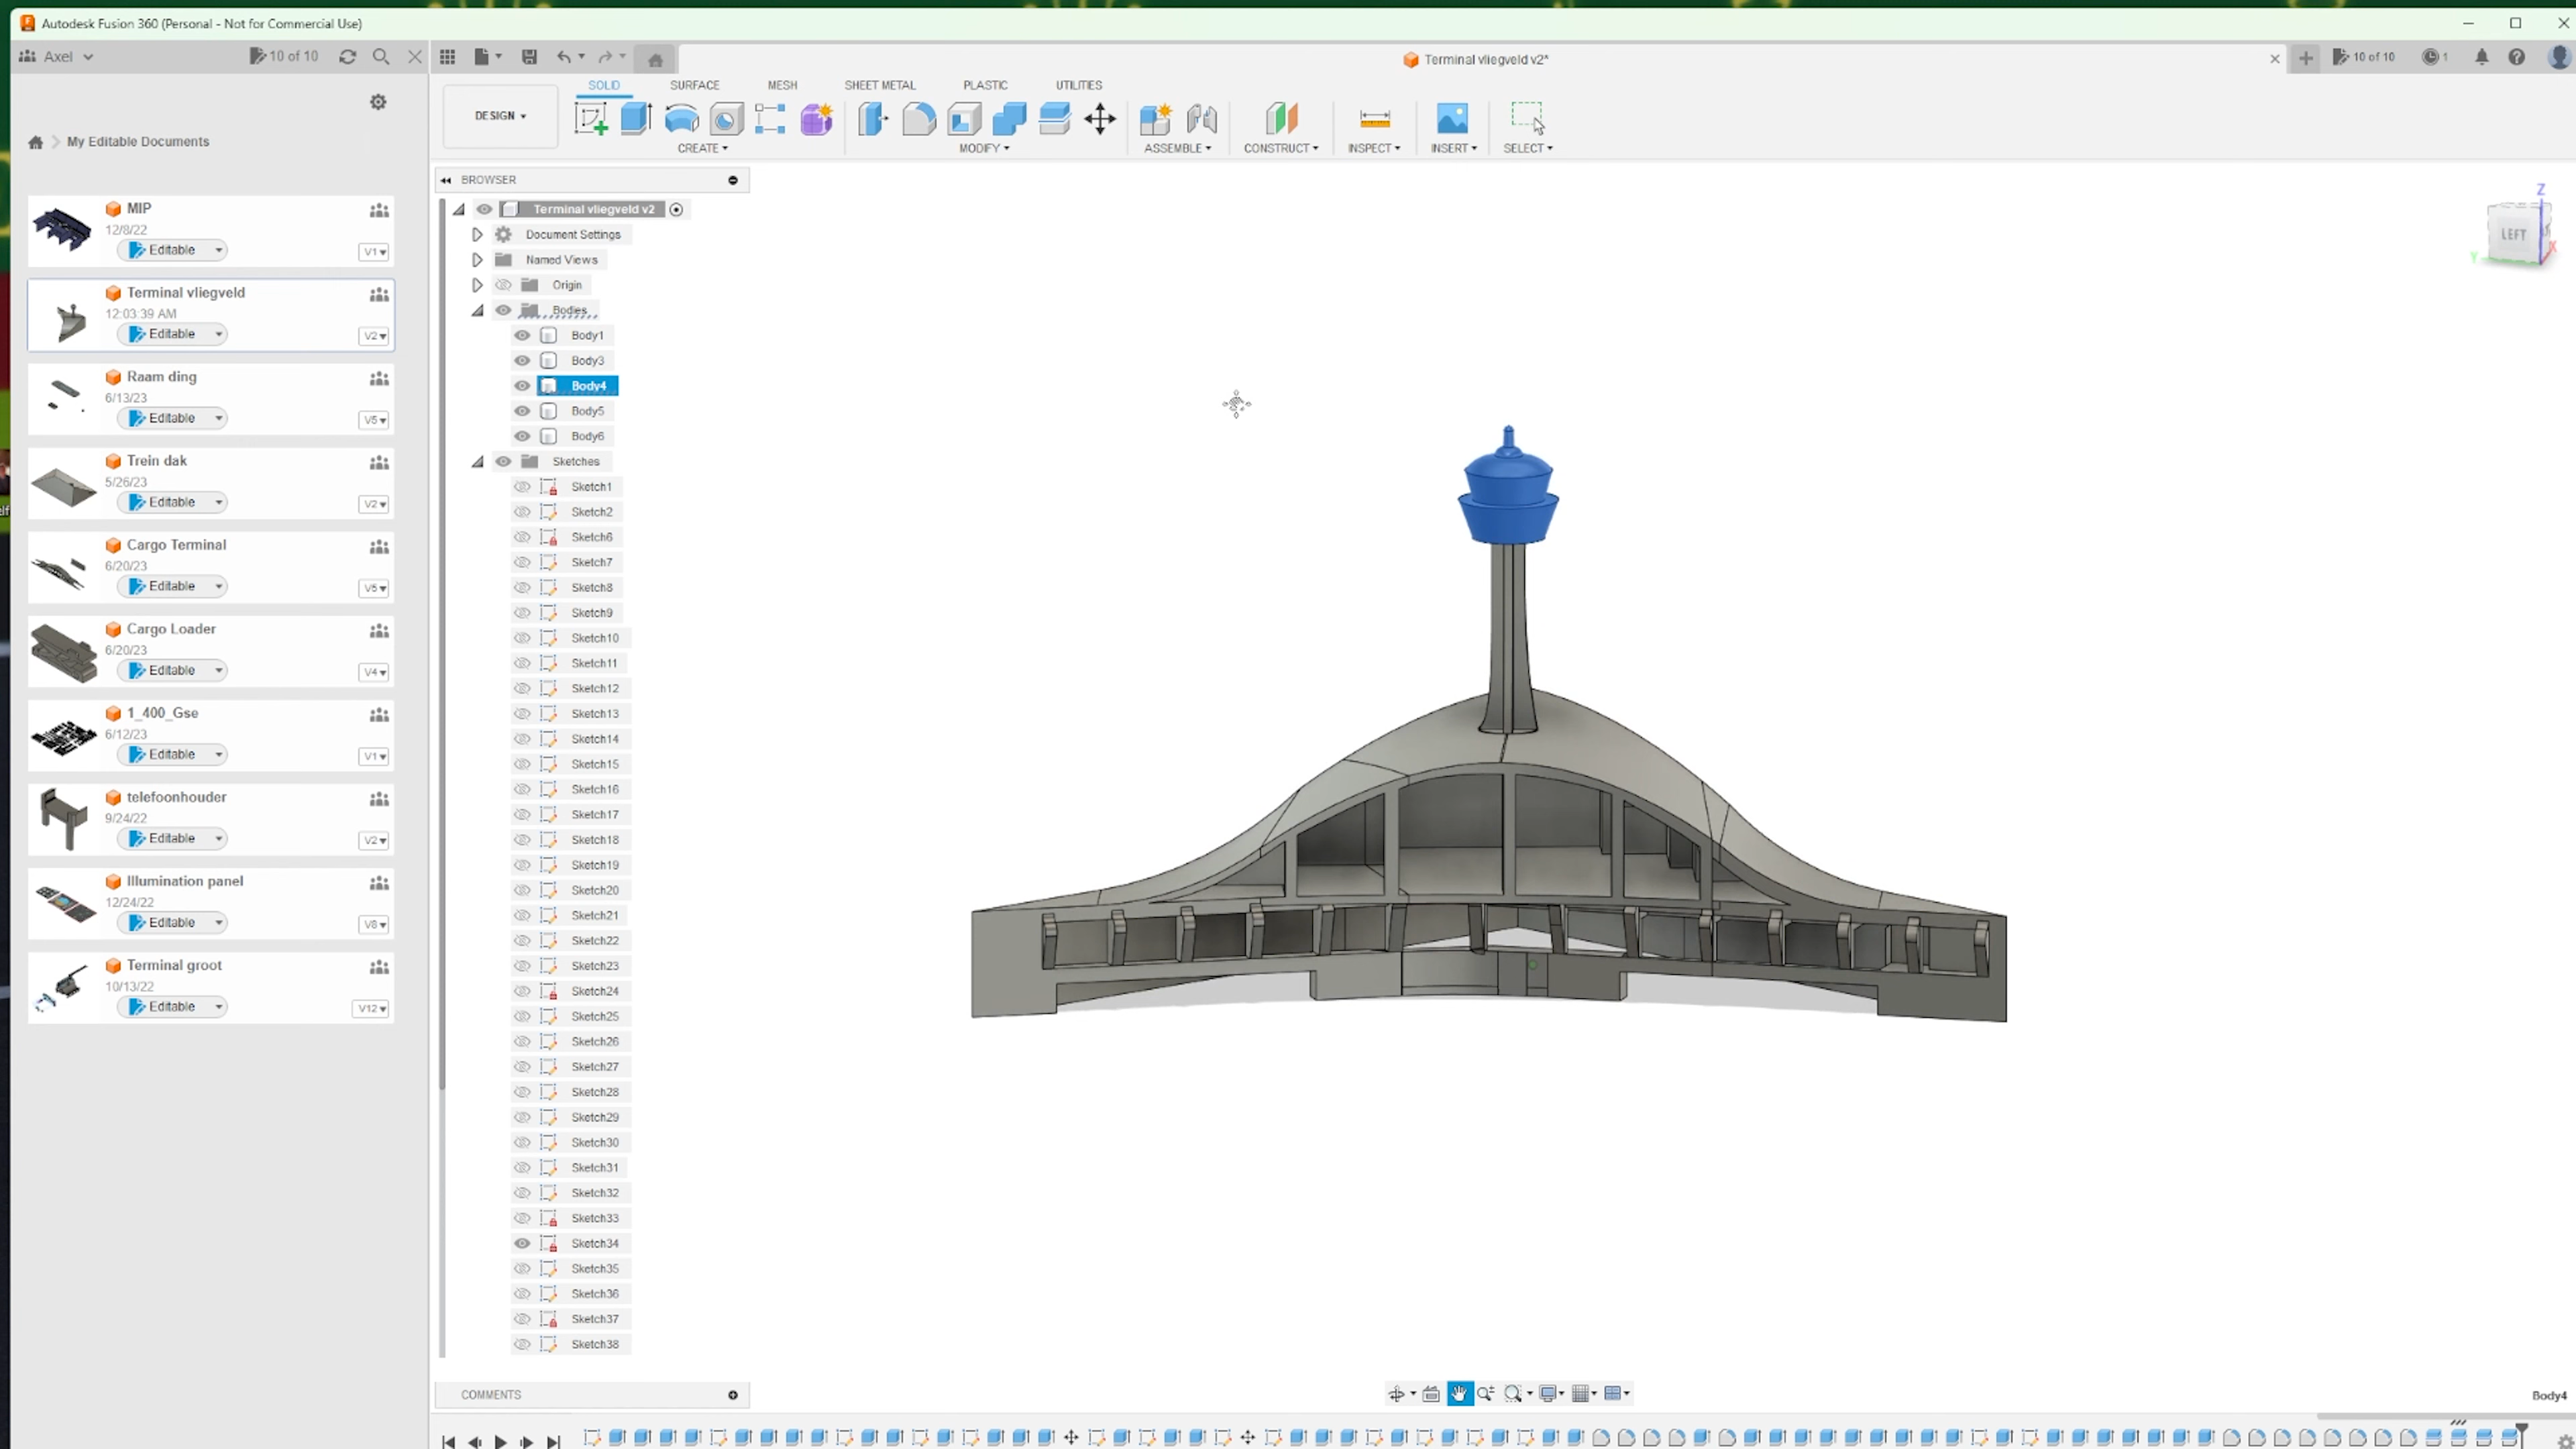 Autodesk Fusion 360 (Personal - Not for Commercial Use)
Axel
10 of 10
Terminal vliegveld v2*
10 of 10
1
My Editable Documents
MIP
12/8/22
Editable
V1
Terminal vliegveld
12:03:39 AM
Editable
V2
Raam ding
6/13/23
Editable
V5
Trein dak
5/26/23
Editable
V2
Cargo Terminal
6/20/23
Editable
V5
Cargo Loader
6/20/23
Editable
V4
1_400_Gse
6/12/23
Editable
V1
telefoonhouder
9/24/22
Editable
V2
Illumination panel
12/24/22
Editable
V8
Terminal groot
10/13/22
Editable
V12
DESIGN
SOLID SURFACE MESH SHEET METAL PLASTIC UTILITIES
CREATE MODIFY ASSEMBLE CONSTRUCT INSPECT INSERT SELECT
BROWSER
Terminal vliegveld v2
Document Settings
Named Views
Origin
Bodies
Body1
Body3
Body4
Body5
Body6
Sketches
Sketch1
Sketch2
Sketch6
Sketch7
Sketch8
Sketch9
Sketch10
Sketch11
Sketch12
Sketch13
Sketch14
Sketch15
Sketch16
Sketch17
Sketch18
Sketch19
Sketch20
Sketch21
Sketch22
Sketch23
Sketch24
Sketch25
Sketch26
Sketch27
Sketch28
Sketch29
Sketch30
Sketch31
Sketch32
Sketch33
Sketch34
Sketch35
Sketch36
Sketch37
Sketch38
COMMENTS
Z
LEFT
Y
X
Body4